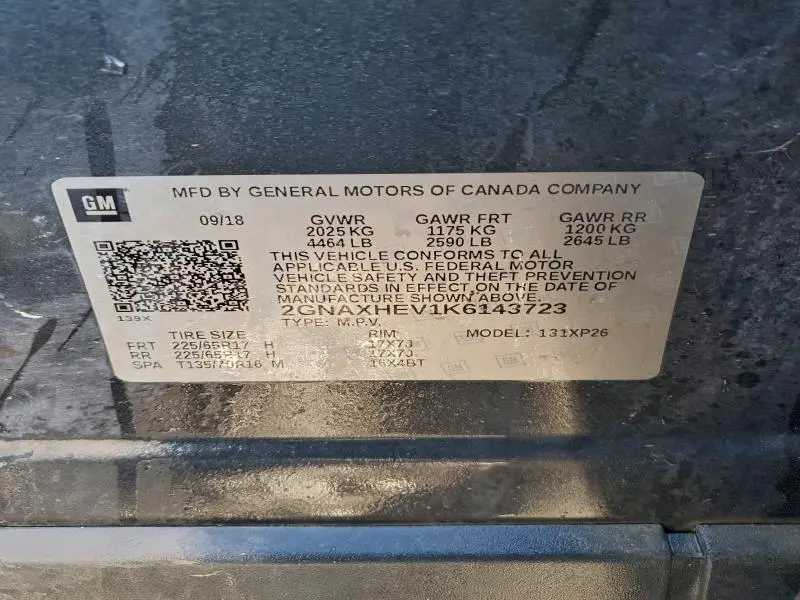 GM
MFD BY GENERAL MOTORS OF CANADA COMPANY
09/18 GVWR GAWR FRT GAWR RR
2025 KG 1175 KG 1200 KG
4464 LB 2590 LB 2645 LB
THIS VEHICLE CONFORMS TO ALL
APPLICABLE U.S. FEDERAL MOTOR
VEHICLE SAFETY AND THEFT PREVENTION
STANDARDS IN EFFECT ON THE DATE OF
MANUFACTURE SHOWN ABOVE.
139X 2GNAXHEV1K6143723
TYPE: M.P.V. MODEL: 131XP26
TIRE SIZE RIM
FRT 225/65R17 H 17X7J
RR 225/65R17 H 17X7J
SPA T135/70R16 M 16X4BT